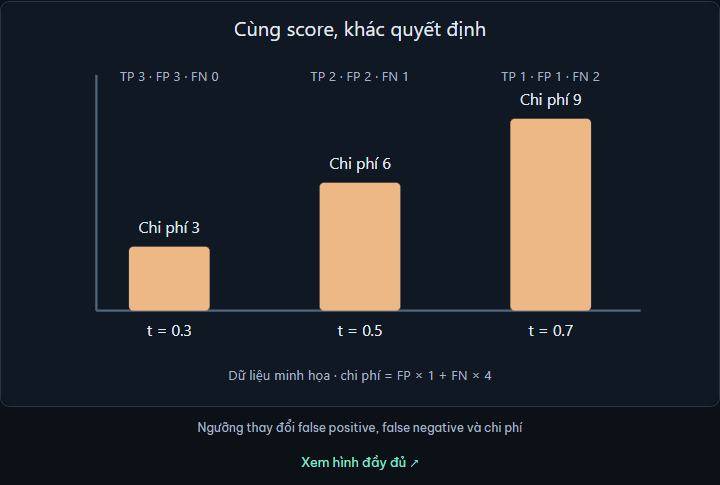 Cùng score, khác quyết định
TP 3 · FP 3 · FN 0
TP 2 · FP 2 · FN 1
TP 1 · FP 1 · FN 2
Chi phí 3
Chi phí 6
Chi phí 9
t = 0.3
t = 0.5
t = 0.7
Dữ liệu minh họa · chi phí = FP × 1 + FN × 4
Ngưỡng thay đổi false positive, false negative và chi phí
Xem hình đầy đủ ↗